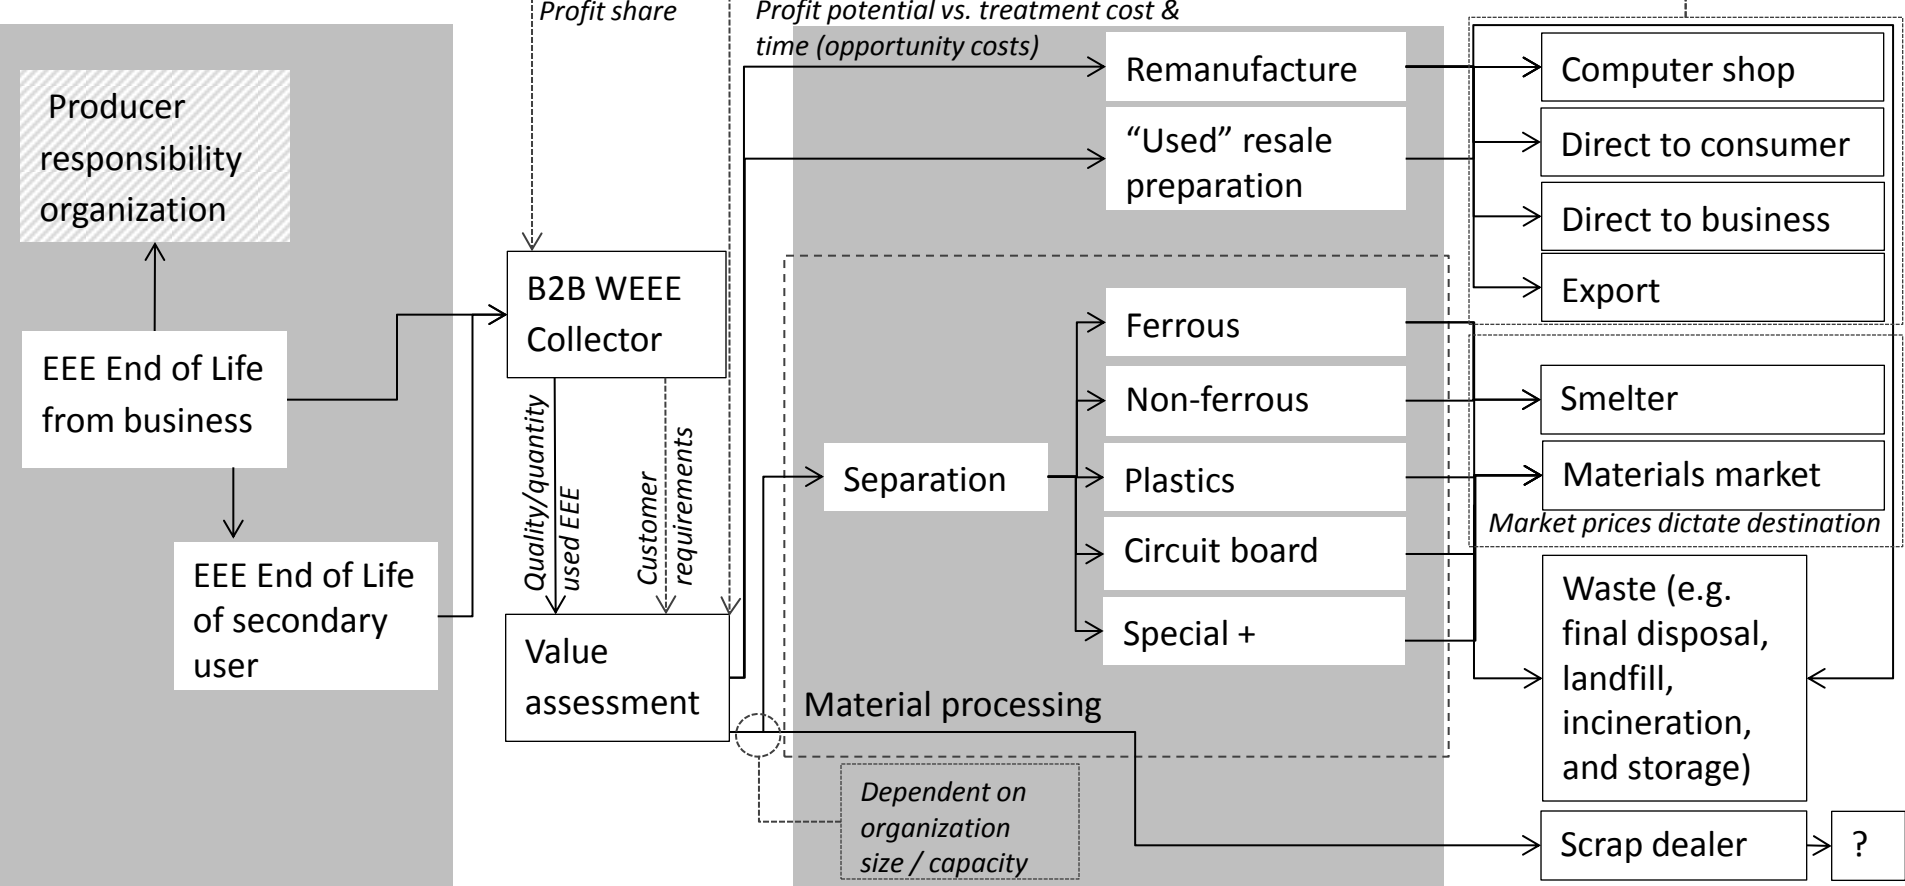 Profit share
Profit potential vs. treatment cost &
time (opportunity costs)
Producer
responsibility
organization
EEE End of Life
from business
EEE End of Life
of secondary
user
B2B WEEE
Collector
Quality/quantity
used EEE
Customer
requirements
Value
assessment
Remanufacture
“Used” resale
preparation
Separation
Ferrous
Non-ferrous
Plastics
Circuit board
Special +
Material processing
Dependent on
organization
size / capacity
Computer shop
Direct to consumer
Direct to business
Export
Smelter
Materials market
Market prices dictate destination
Waste (e.g.
final disposal,
landfill,
incineration,
and storage)
Scrap dealer
?